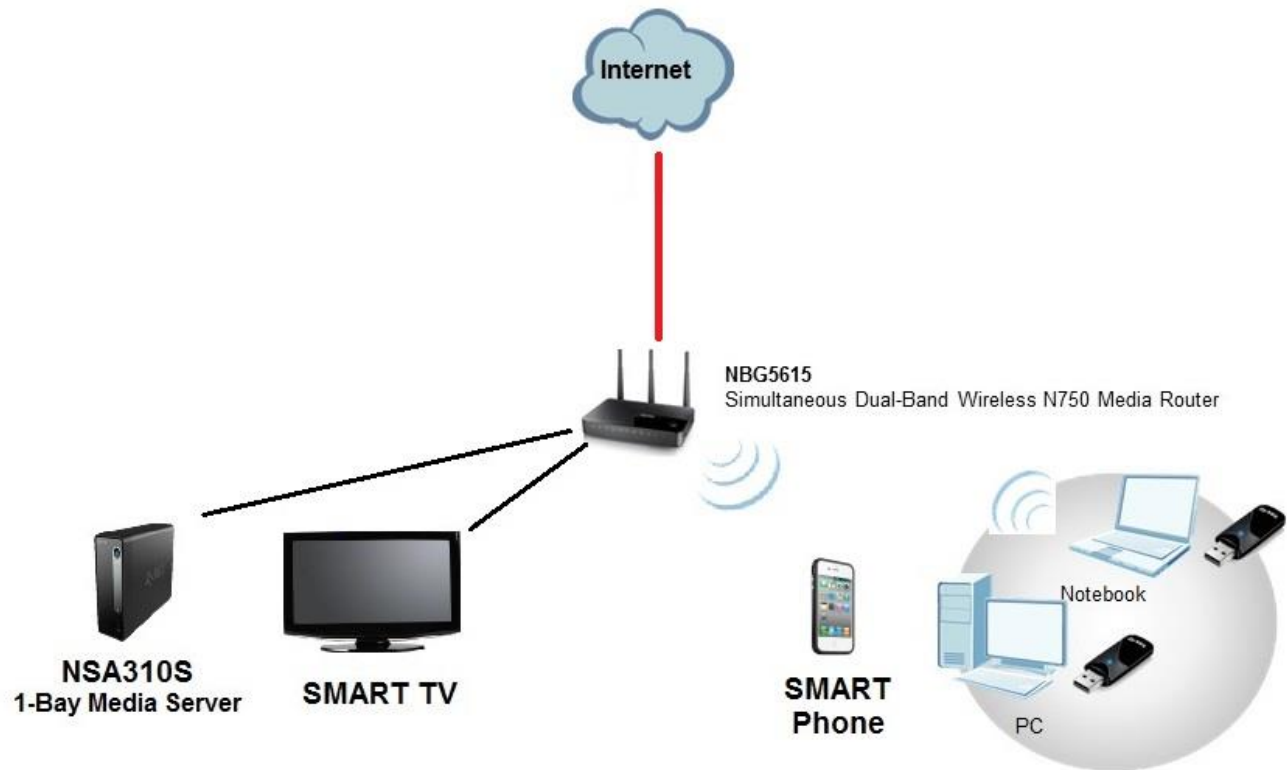 Internet
NBG5615
Simultaneous Dual-Band Wireless N750 Media Router
Notebook
NSA310S
1-Bay Media Server
SMART TV
SMART
Phone
PC